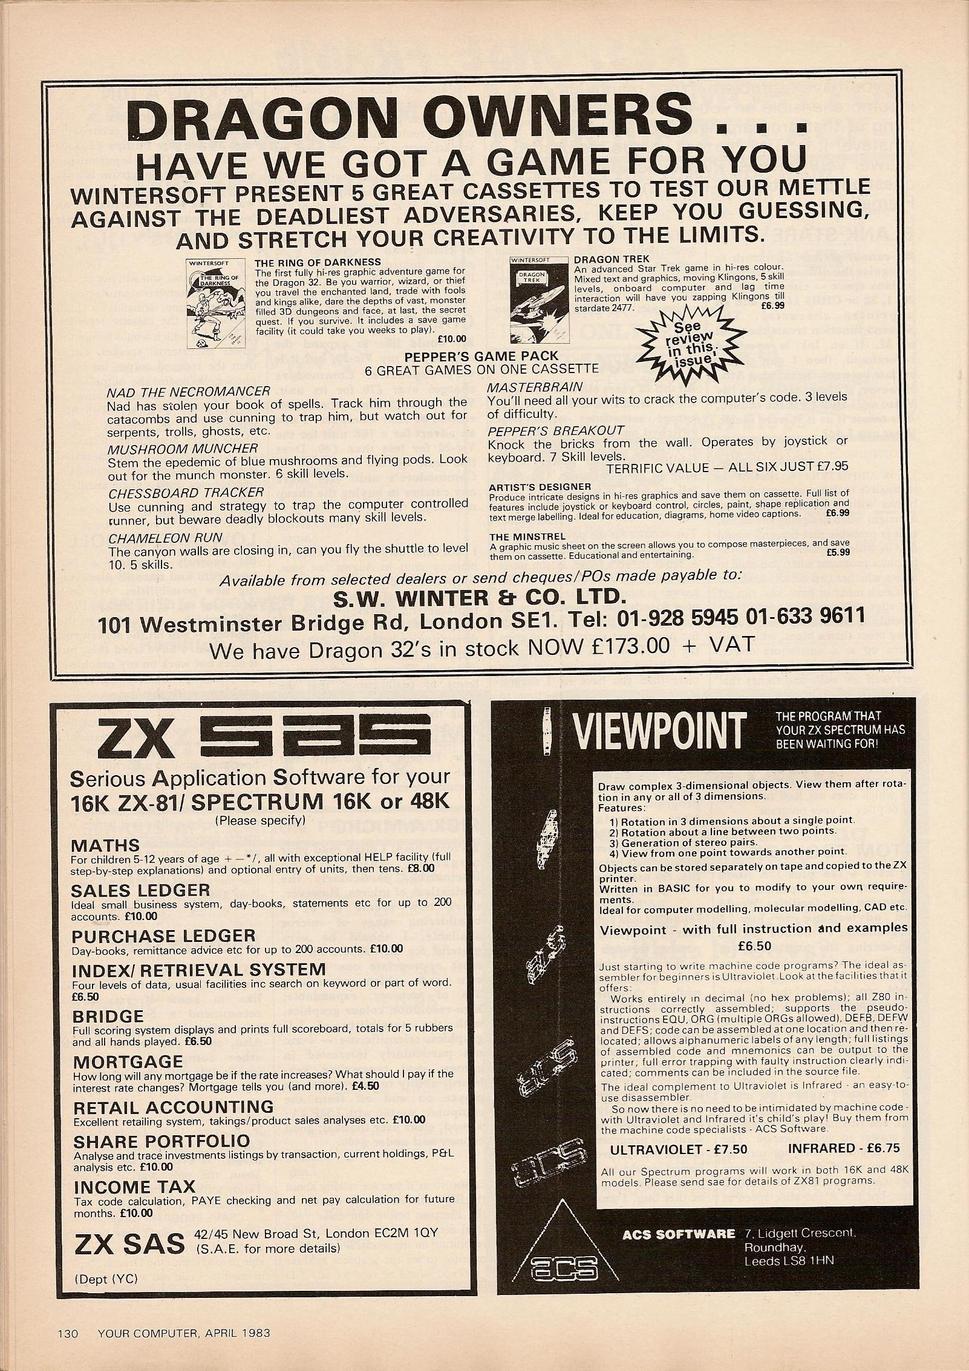 DRAGON OWNERS . . .
HAVE WE GOT A GAME FOR YOU
WINTERSOFT PRESENT 5 GREAT CASSETTES TO TEST OUR METTLE
AGAINST THE DEADLIEST ADVERSARIES, KEEP YOU GUESSING,
AND STRETCH YOUR CREATIVITY TO THE LIMITS.
WINTERSOFT
THE RING OF
DARKNESS
THE RING OF DARKNESS
The first fully hi-res graphic adventure game for
the Dragon 32. Be you warrior, wizard, or thief
you travel the enchanted land, trade with fools
and kings alike, dare the depths of vast, monster
filled 3D dungeons and face, at last, the secret
quest. If you survive. It includes a save game
facility (it could take you weeks to play).
£10.00
WINTERSOFT
DRAGON
TREK
DRAGON TREK
An advanced Star Trek game in hi-res colour.
Mixed text and graphics, moving Klingons, 5 skill
levels, onboard computer and lag time
interaction will have you zapping Klingons till
stardate 2477. £6.99
See
review
in this
issue
PEPPER'S GAME PACK
6 GREAT GAMES ON ONE CASSETTE
NAD THE NECROMANCER
Nad has stolen your book of spells. Track him through the
catacombs and use cunning to trap him, but watch out for
serpents, trolls, ghosts, etc.
MUSHROOM MUNCHER
Stem the epedemic of blue mushrooms and flying pods. Look
out for the munch monster. 6 skill levels.
CHESSBOARD TRACKER
Use cunning and strategy to trap the computer controlled
runner, but beware deadly blockouts many skill levels.
CHAMELEON RUN
The canyon walls are closing in, can you fly the shuttle to level
10. 5 skills.
MASTERBRAIN
You'll need all your wits to crack the computer's code. 3 levels
of difficulty.
PEPPER'S BREAKOUT
Knock the bricks from the wall. Operates by joystick or
keyboard. 7 Skill levels.
TERRIFIC VALUE — ALL SIX JUST £7.95
ARTIST'S DESIGNER
Produce intricate designs in hi-res graphics and save them on cassette. Full list of
features include joystick or keyboard control, circles, paint, shape replication and
text merge labelling. Ideal for education, diagrams, home video captions. £6.99
THE MINSTREL
A graphic music sheet on the screen allows you to compose masterpieces, and save
them on cassette. Educational and entertaining. £5.99
Available from selected dealers or send cheques/POs made payable to:
S.W. WINTER & CO. LTD.
101 Westminster Bridge Rd, London SE1. Tel: 01-928 5945 01-633 9611
We have Dragon 32's in stock NOW £173.00 + VAT
ZX SAS
Serious Application Software for your
16K ZX-81/ SPECTRUM 16K or 48K
(Please specify)
MATHS
For children 5-12 years of age + — */, all with exceptional HELP facility (full
step-by-step explanations) and optional entry of units, then tens. £8.00
SALES LEDGER
Ideal small business system, day-books, statements etc for up to 200
accounts. £10.00
PURCHASE LEDGER
Day-books, remittance advice etc for up to 200 accounts. £10.00
INDEX/ RETRIEVAL SYSTEM
Four levels of data, usual facilities inc search on keyword or part of word.
£6.50
BRIDGE
Full scoring system displays and prints full scoreboard, totals for 5 rubbers
and all hands played. £6.50
MORTGAGE
How long will any mortgage be if the rate increases? What should I pay if the
interest rate changes? Mortgage tells you (and more). £4.50
RETAIL ACCOUNTING
Excellent retailing system, takings/product sales analyses etc. £10.00
SHARE PORTFOLIO
Analyse and trace investments listings by transaction, current holdings, P&L
analysis etc. £10.00
INCOME TAX
Tax code calculation, PAYE checking and net pay calculation for future
months. £10.00
ZX SAS 42/45 New Broad St, London EC2M 1QY
(S.A.E. for more details)
(Dept (YC)
VIEWPOINT
THE PROGRAM THAT
YOUR ZX SPECTRUM HAS
BEEN WAITING FOR!
Draw complex 3-dimensional objects. View them after rota-
tion in any or all of 3 dimensions.
Features:
1) Rotation in 3 dimensions about a single point.
2) Rotation about a line between two points.
3) Generation of stereo pairs.
4) View from one point towards another point.
Objects can be stored separately on tape and copied to the ZX
printer.
Written in BASIC for you to modify to your own require-
ments.
Ideal for computer modelling, molecular modelling, CAD etc.
Viewpoint - with full instruction and examples
£6.50
Just starting to write machine code programs? The ideal as-
sembler for beginners is Ultraviolet. Look at the facilities that it
offers:
Works entirely in decimal (no hex problems); all Z80 in-
structions correctly assembled; supports the pseudo-
instructions EQU, ORG (multiple ORGs allowed), DEFB, DEFW
and DEFS; code can be assembled at one location and then re-
located; allows alphanumeric labels of any length; full listings
of assembled code and mnemonics can be output to the
printer; full error trapping with faulty instruction clearly indi-
cated; comments can be included in the source file.
The ideal complement to Ultraviolet is Infrared - an easy-to-
use disassembler
So now there is no need to be intimidated by machine code -
with Ultraviolet and Infrared it's child's play! Buy them from
the machine code specialists - ACS Software.
ULTRAVIOLET - £7.50 INFRARED - £6.75
All our Spectrum programs will work in both 16K and 48K
models. Please send sae for details of ZX81 programs.
acs
acs
acs
ACS SOFTWARE 7, Lidgett Crescent,
Roundhay,
Leeds LS8 1HN
130 YOUR COMPUTER, APRIL 1983